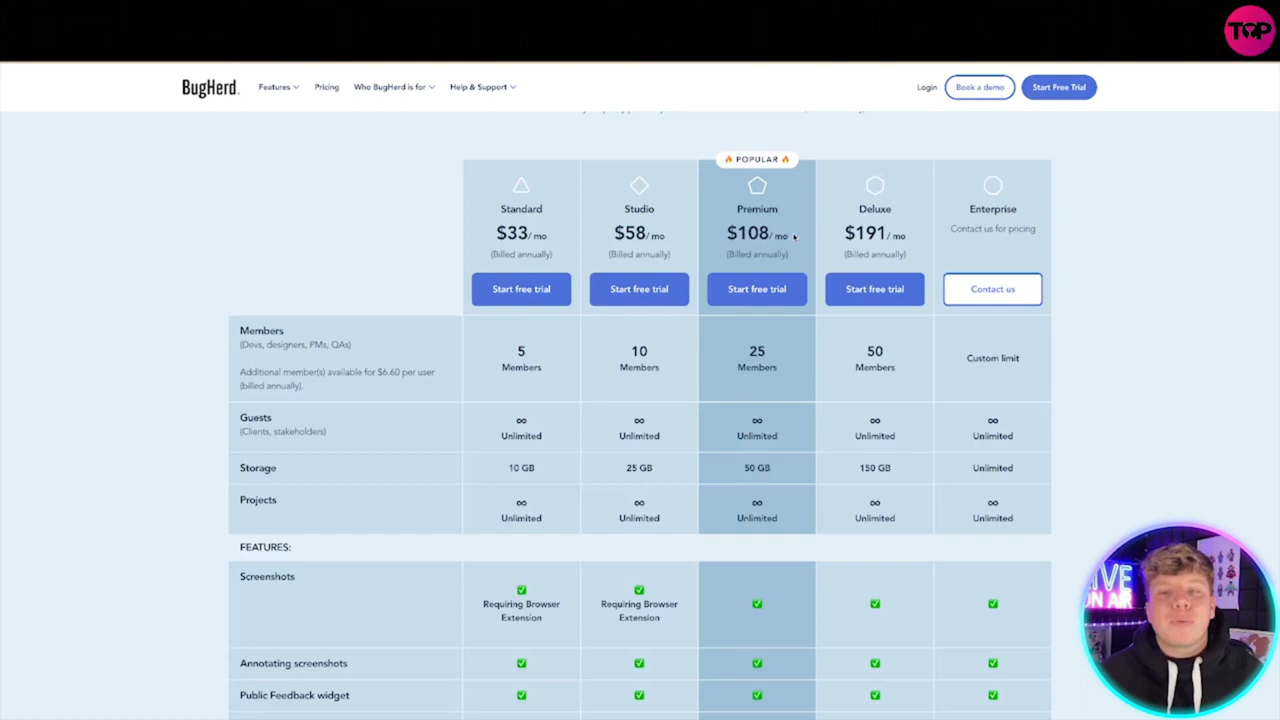 TOP
BugHerd.
Features
Pricing
Who BugHerd is for
Help & Support
Login
Book a demo
Start Free Trial
🔥 POPULAR 🔥
Standard
Studio
Premium
Deluxe
Enterprise
$33/ mo
$58/ mo
$108/ mo
$191/ mo
Contact us for pricing
(Billed annually)
(Billed annually)
(Billed annually)
(Billed annually)
Start free trial
Start free trial
Start free trial
Start free trial
Contact us
Members
(Devs, designers, PMs, QAs)
Additional member(s) available for $6.60 per user
(billed annually).
5
Members
10
Members
25
Members
50
Members
Custom limit
Guests
(Clients, stakeholders)
∞
Unlimited
∞
Unlimited
∞
Unlimited
∞
Unlimited
∞
Unlimited
Storage
10 GB
25 GB
50 GB
150 GB
Unlimited
Projects
∞
Unlimited
∞
Unlimited
∞
Unlimited
∞
Unlimited
∞
Unlimited
FEATURES:
Screenshots
✅
Requiring Browser
Extension
✅
Requiring Browser
Extension
✅
✅
✅
Annotating screenshots
✅
✅
✅
✅
✅
Public Feedback widget
✅
✅
✅
✅
✅
LIVE
ON AIR